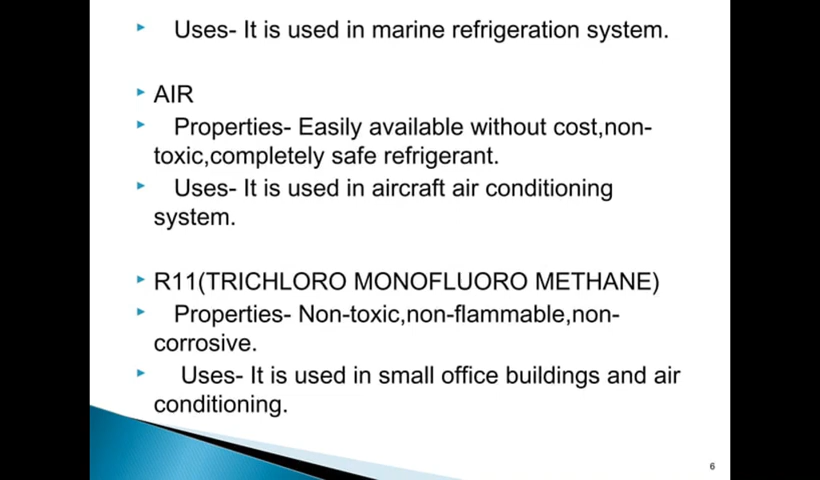 Uses- It is used in marine refrigeration system.
AIR
Properties- Easily available without cost,non-
toxic,completely safe refrigerant.
Uses- It is used in aircraft air conditioning
system.
R11(TRICHLORO MONOFLUORO METHANE)
Properties- Non-toxic,non-flammable,non-
corrosive.
Uses- It is used in small office buildings and air
conditioning.
6